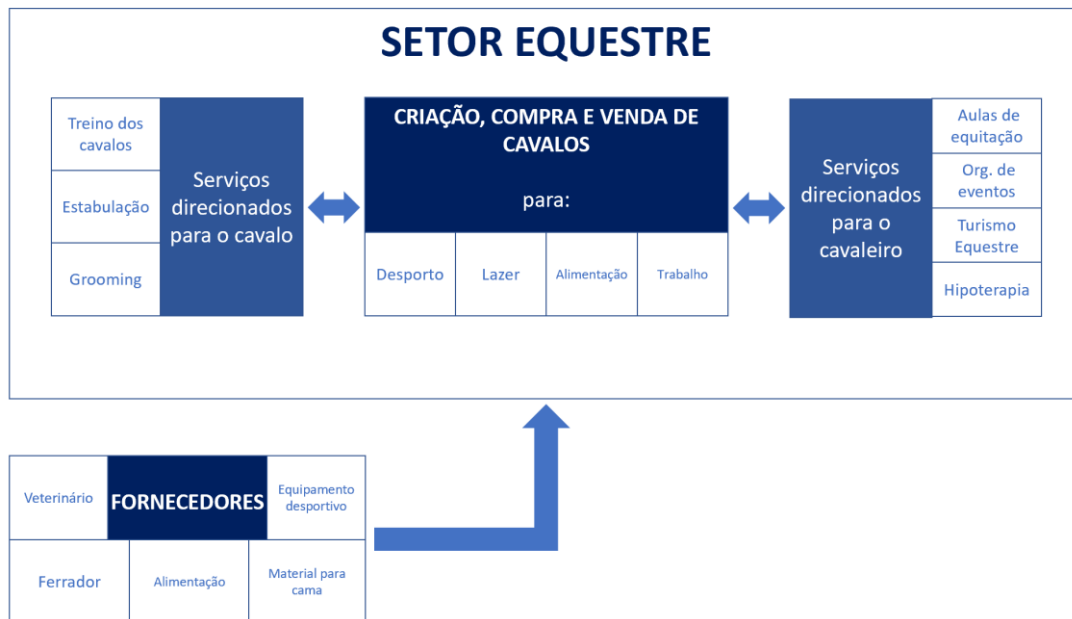 SETOR EQUESTRE
Treino dos
cavalos
Estabulação
Grooming
Serviços
direcionados
para o cavalo
CRIAÇÃO, COMPRA E VENDA DE
CAVALOS
para:
Desporto
Lazer
Alimentação
Trabalho
Serviços
direcionados
para o
cavaleiro
Aulas de
equitação
Org. de
eventos
Turismo
Equestre
Hipoterapia
Veterinário
FORNECEDORES
Equipamento
desportivo
Ferrador
Alimentação
Material para
cama